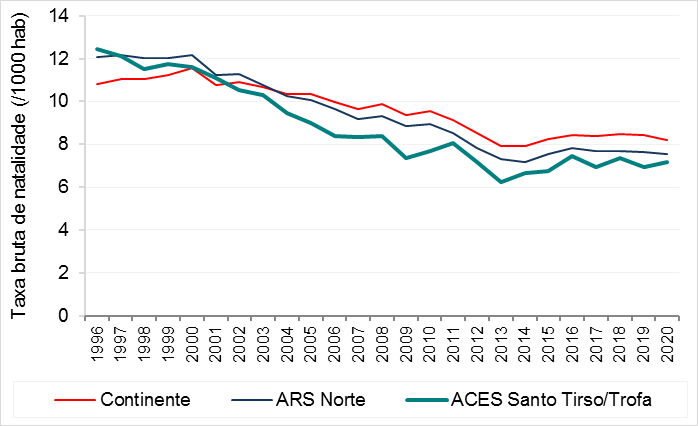 Taxa bruta de natalidade (/1000 hab)
14
12
10
8
6
4
2
0
1996 1997 1998 1999 2000 2001 2002 2003 2004 2005 2006 2007 2008 2009 2010 2011 2012 2013 2014 2015 2016 2017 2018 2019 2020
Continente ARS Norte ACES Santo Tirso/Trofa